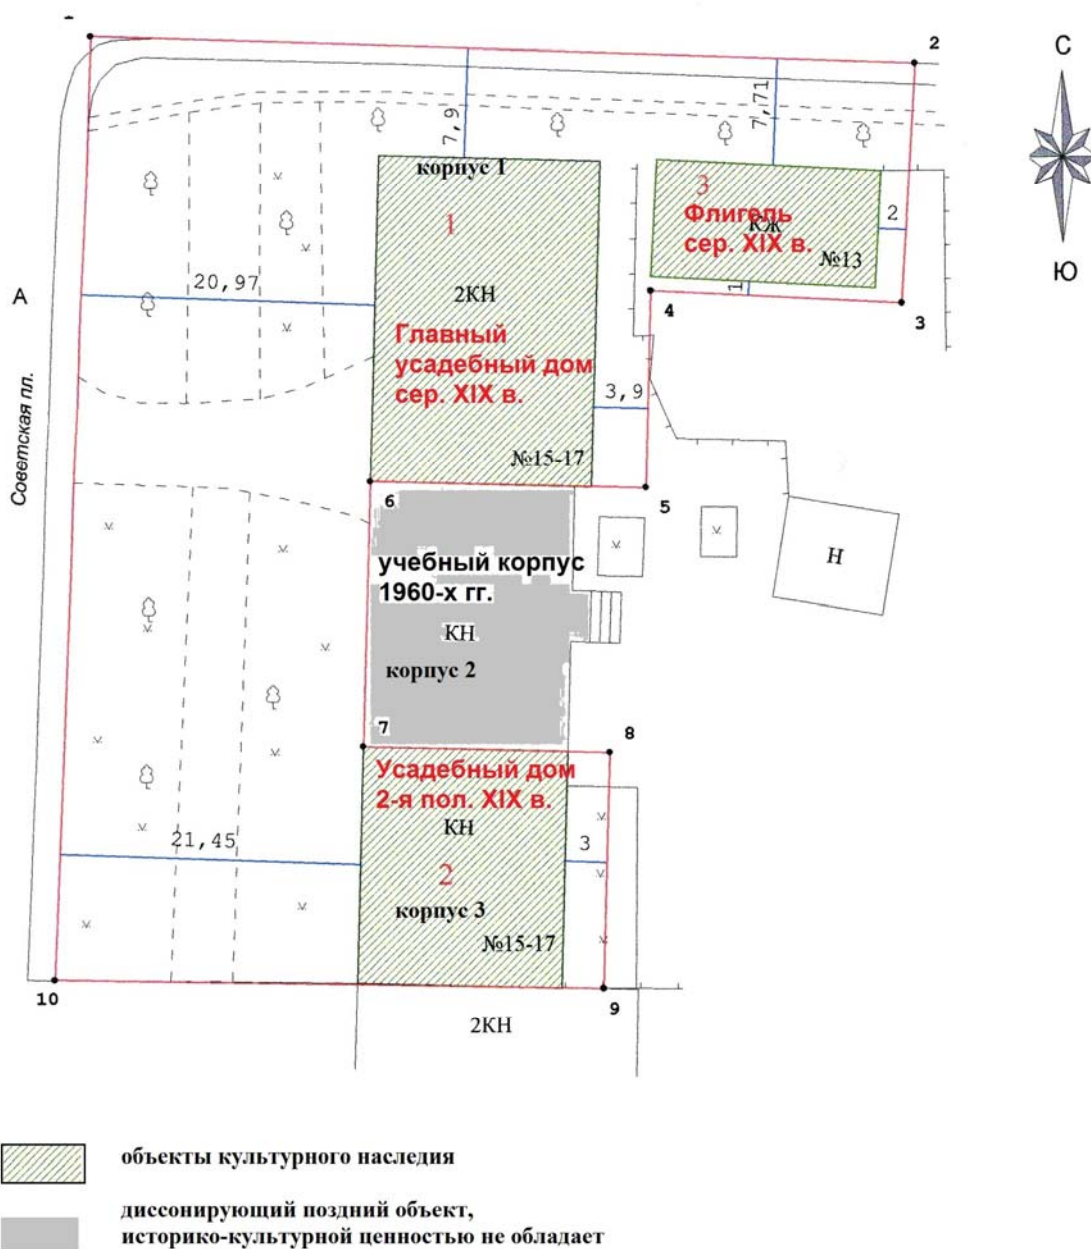 1
2
С
7,9
7,71
корпус 1
3
1
Флигель
2
КЖ
сер. XIX в.
№13
Ю
А
20,97
2КН
1
4
3
Главный
усадебный дом
сер. XIX в.
3,9
Советская пл.
№15-17
6
5
учебный корпус
1960-х гг.
Н
КН
корпус 2
7
8
Усадебный дом
2-я пол. XIX в.
КН
21,45
3
2
корпус 3
№15-17
10
9
2КН
объекты культурного наследия
диссонирующий поздний объект,
историко-культурной ценностью не обладает